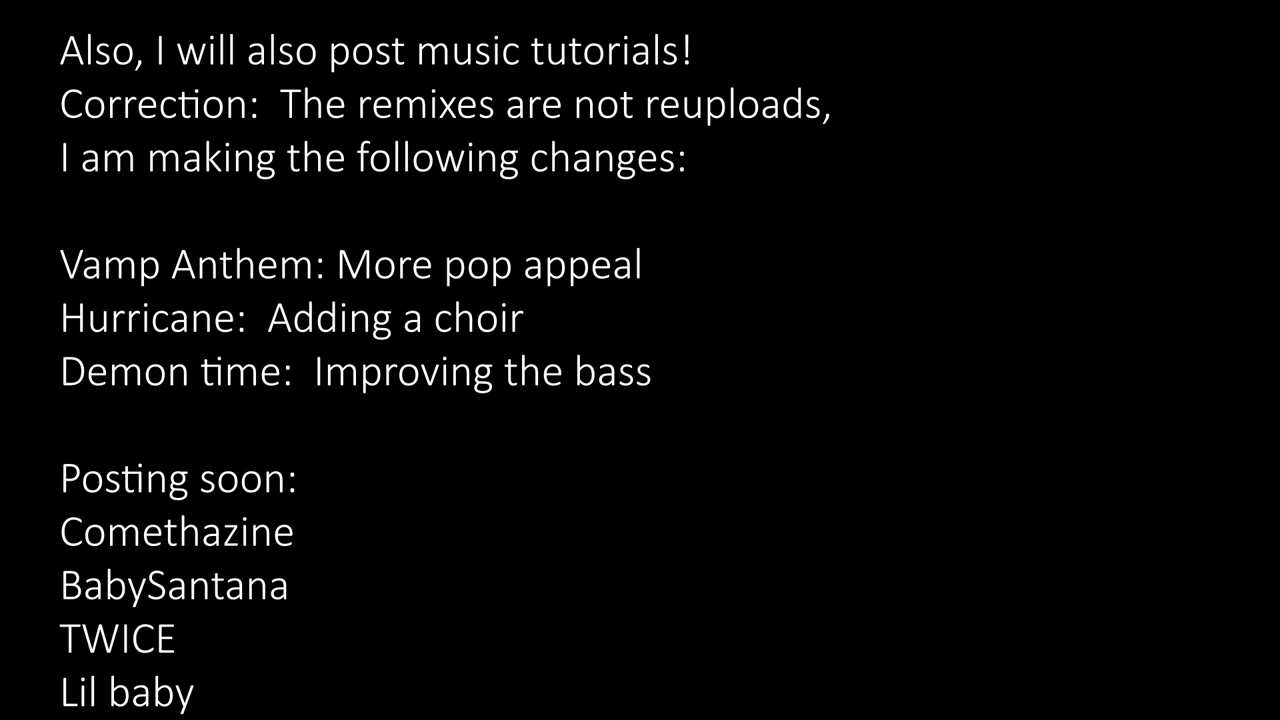 Also, I will also post music tutorials!
Correction:  The remixes are not reuploads,
I am making the following changes:
Vamp Anthem: More pop appeal
Hurricane:  Adding a choir
Demon time:  Improving the bass
Posting soon:
Comethazine
BabySantana
TWICE
Lil baby